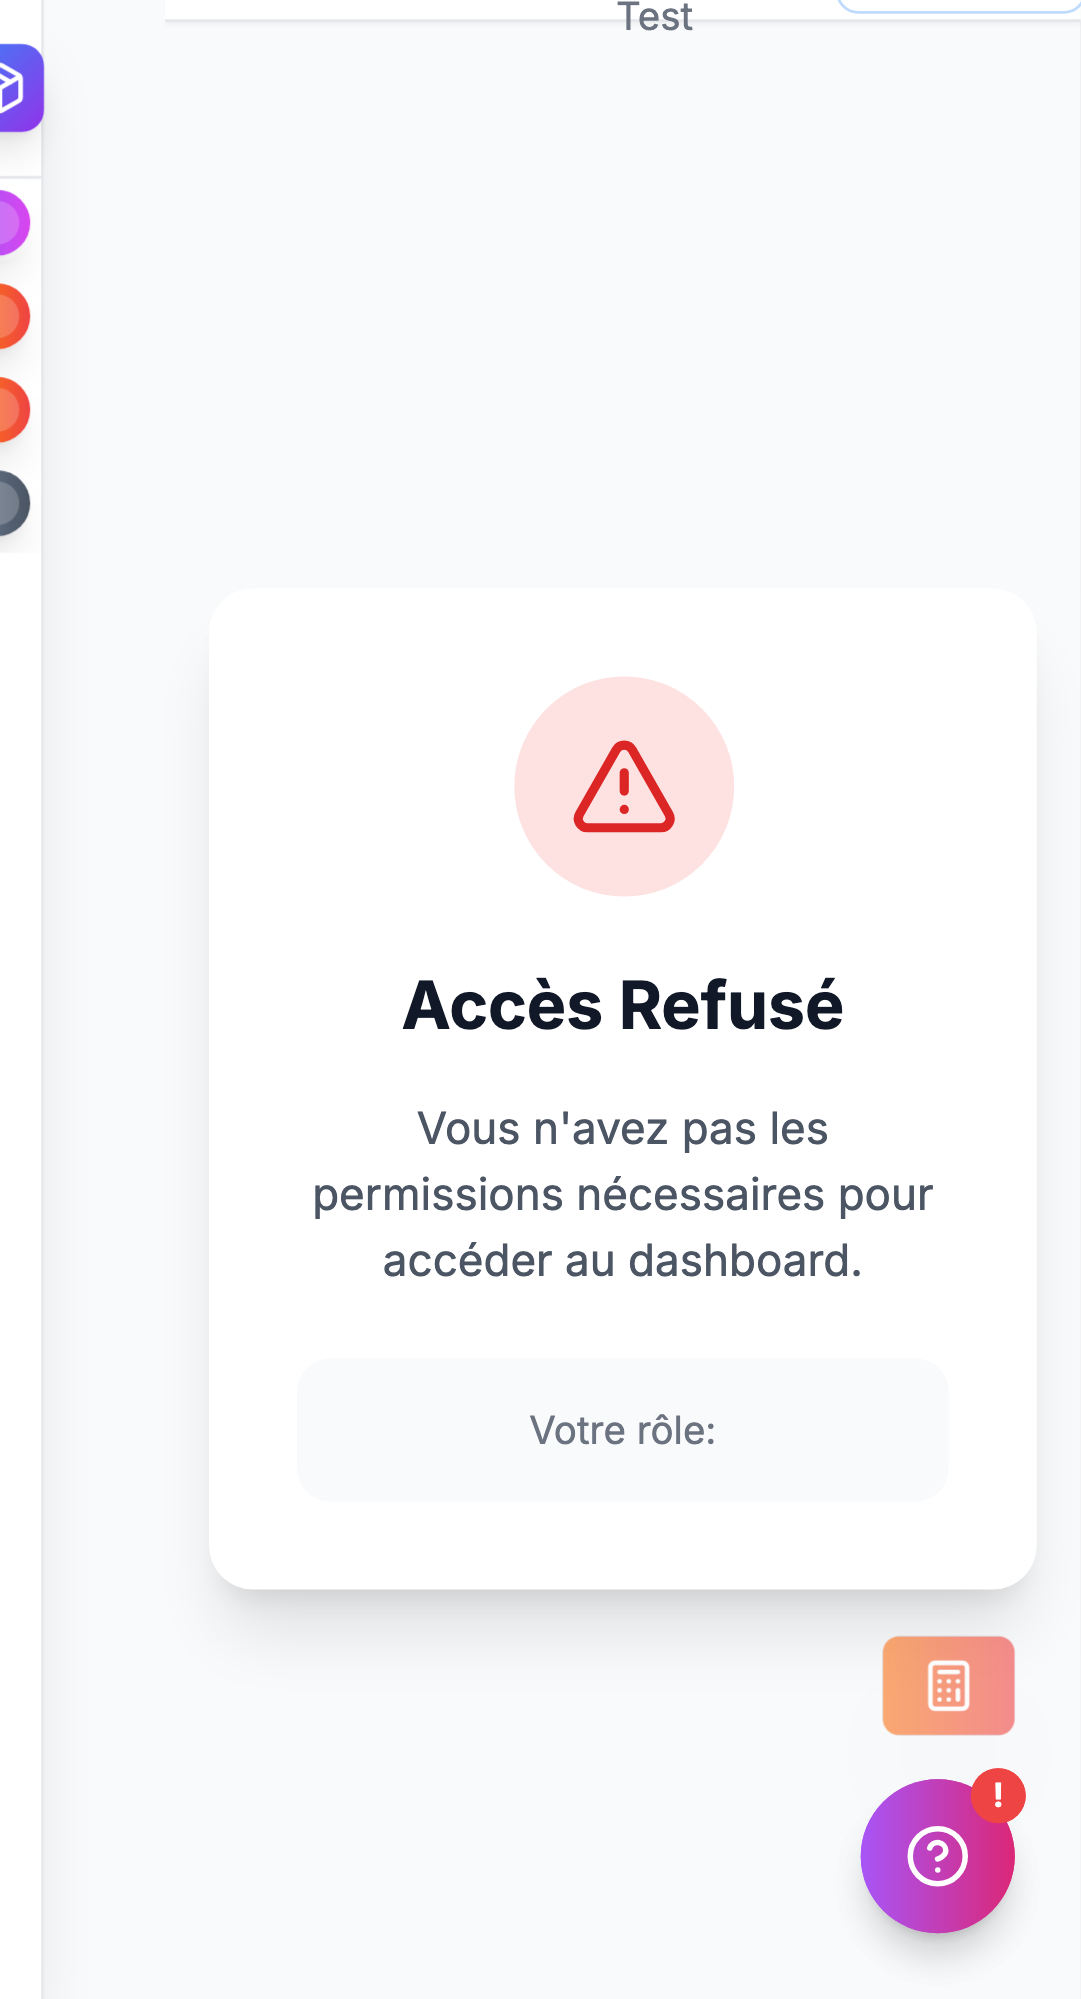 Test
Accès Refusé
Vous n'avez pas les
permissions nécessaires pour
accéder au dashboard.
Votre rôle:
!
?